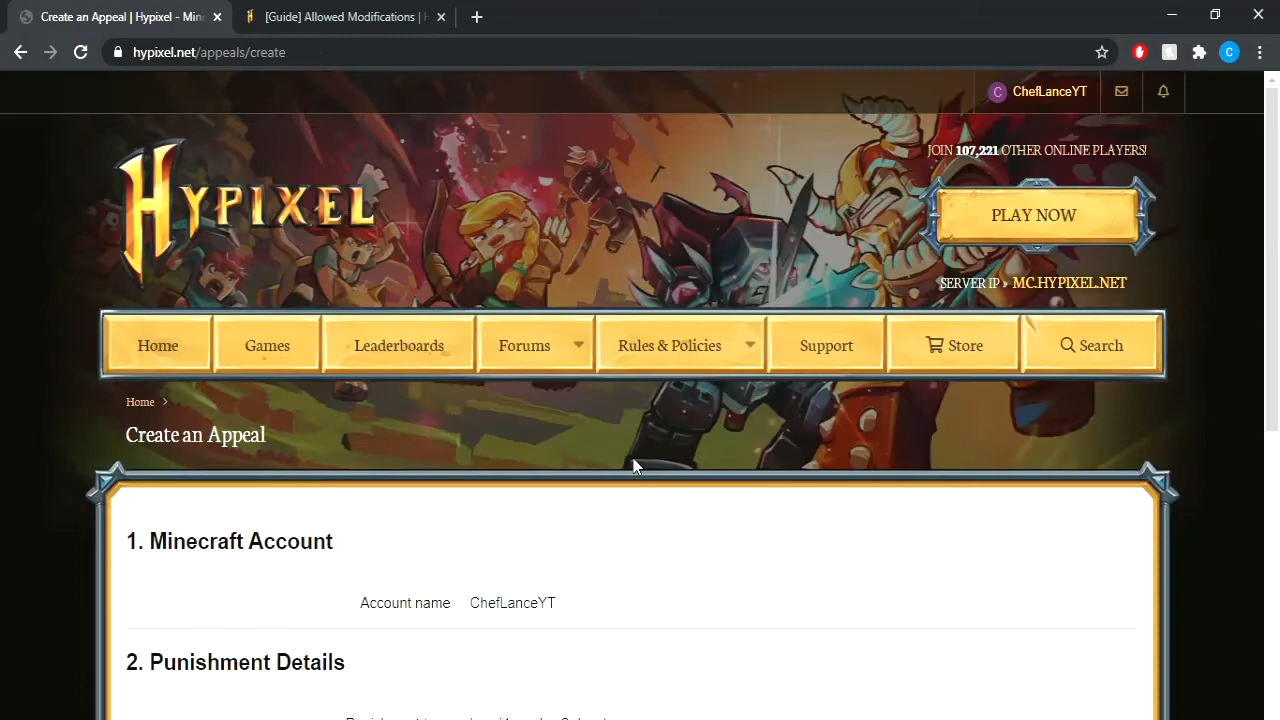 Create an Appeal | Hypixel - Min
[Guide] Allowed Modifications |
hypixel.net/appeals/create
C
C ChefLanceYT
HYPIXEL
JOIN 107,221 OTHER ONLINE PLAYERS!
PLAY NOW
SERVER IP » MC.HYPIXEL.NET
Home Games Leaderboards Forums Rules & Policies Support Store Search
Home
Create an Appeal
1. Minecraft Account
Account name ChefLanceYT
2. Punishment Details